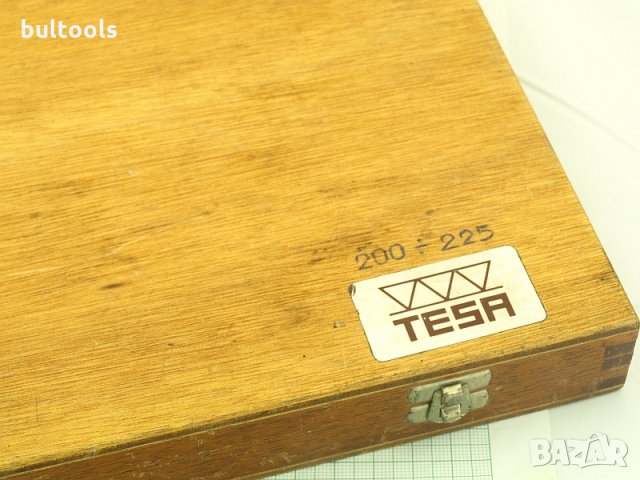 bultools
200 ÷ 225
TESA
BAZAR